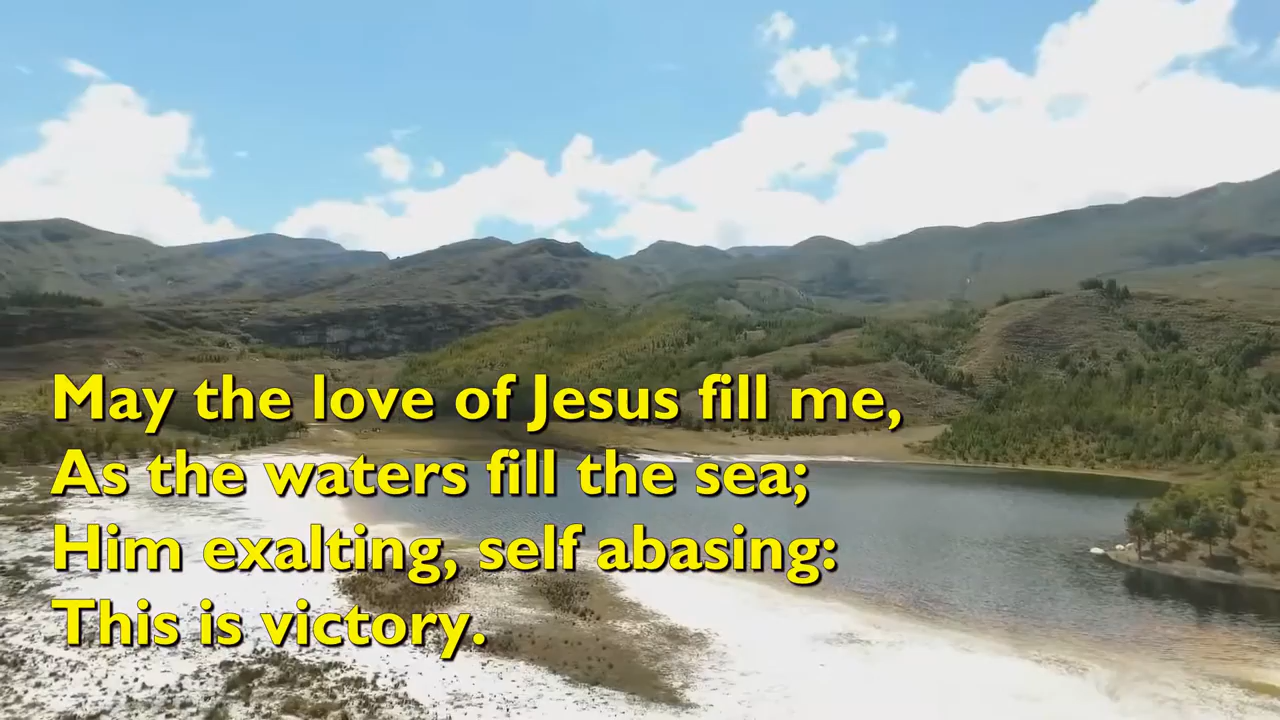 May the love of Jesus fill me,
As the waters fill the sea;
Him exalting, self abasing:
This is victory.